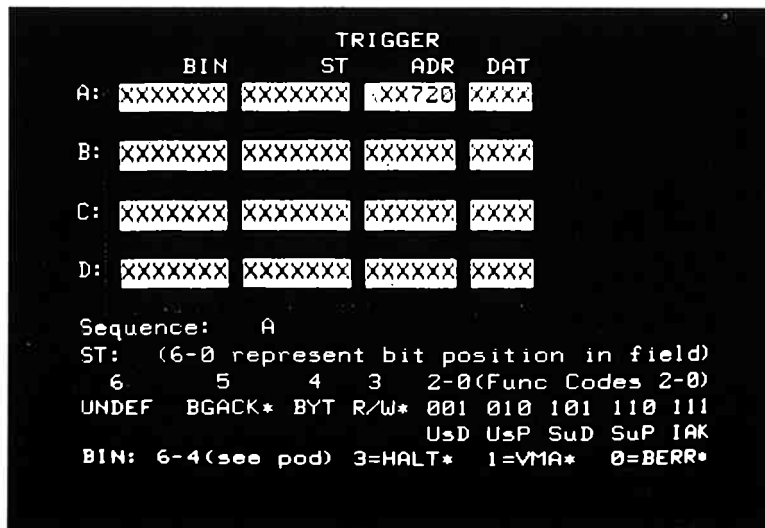 TRIGGER
BIN ST ADR DAT
A: XXXXXXX XXXXXXX XX720 XXXX
B: XXXXXXX XXXXXXX XXXXXX XXXX
C: XXXXXXX XXXXXXX XXXXXX XXXX
D: XXXXXXX XXXXXXX XXXXXX XXXX
Sequence: A
ST: (6-0 represent bit position in field)
6 5 4 3 2-0(Func Codes 2-0)
UNDEF BGACK* BYT R/W* 001 010 101 110 111
UsD UsP SuD SuP IAK
BIN: 6-4(see pod) 3=HALT* 1=VMA* 0=BERR*